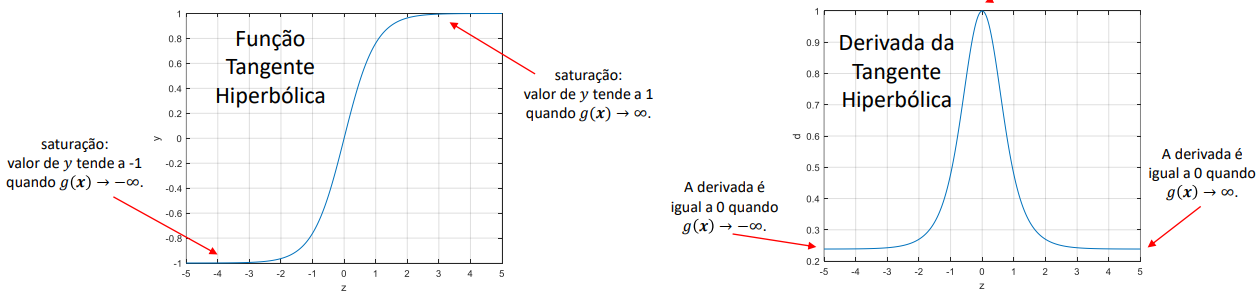 Função
Tangente
Hiperbólica
saturação:
valor de y tende a 1
quando g(x) → ∞.
saturação:
valor de y tende a -1
quando g(x) → −∞.
1
0.8
0.6
0.4
0.2
0
-0.2
-0.4
-0.6
-0.8
-1
y
-5 -4 -3 -2 -1 0 1 2 3 4 5
z
Derivada da
Tangente
Hiperbólica
A derivada é
igual a 0 quando
g(x) → −∞.
A derivada é
igual a 0 quando
g(x) → ∞.
1
0.9
0.8
0.7
0.6
0.5
0.4
0.3
0.2
d
-5 -4 -3 -2 -1 0 1 2 3 4 5
z